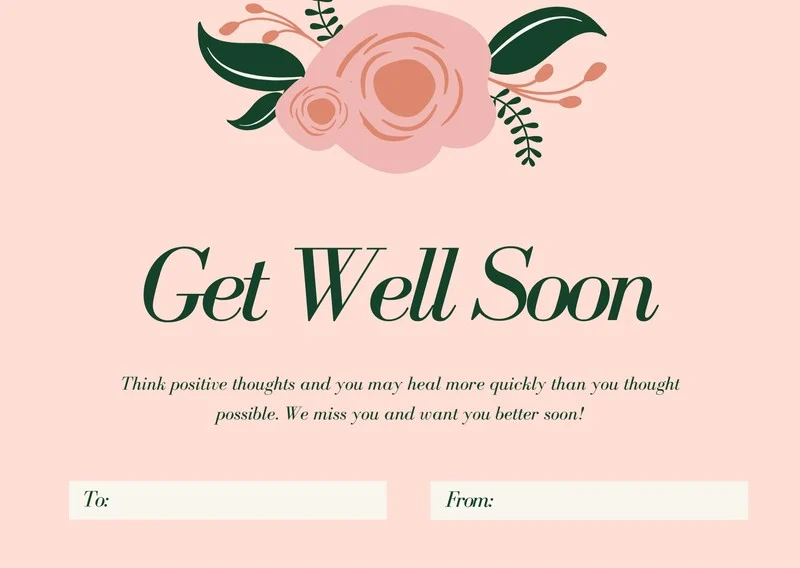 Get Well Soon
Think positive thoughts and you may heal more quickly than you thought
possible. We miss you and want you better soon!
To:
From: